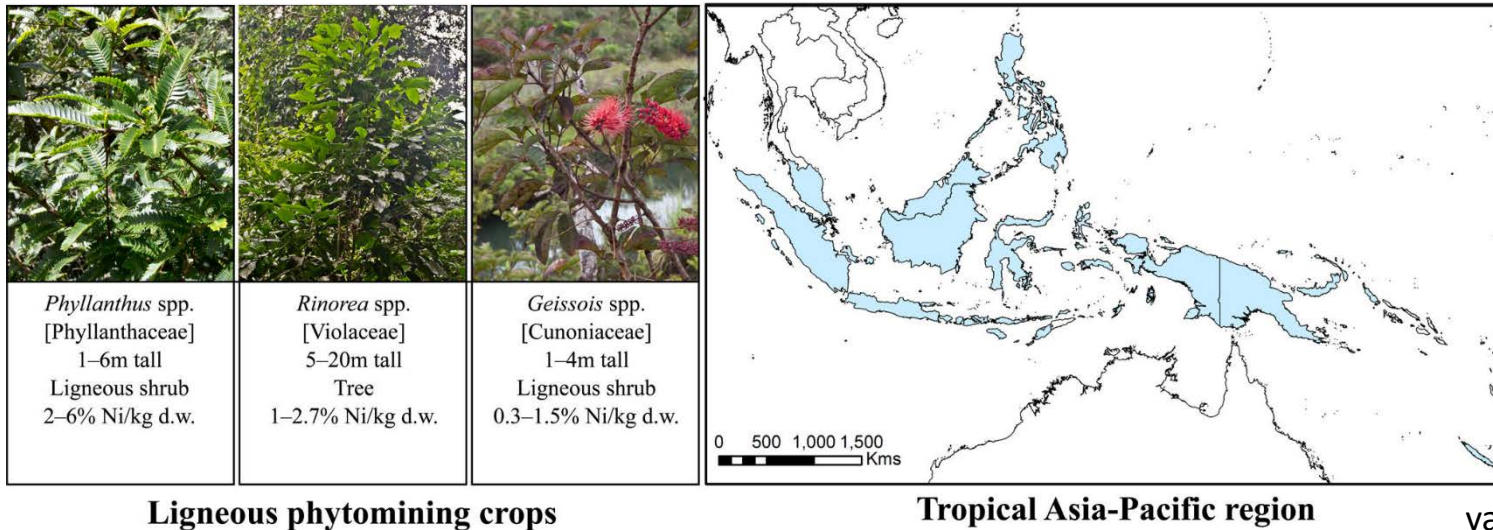 Phyllanthus spp.
[Phyllanthaceae]
1–6m tall
Ligneous shrub
2–6% Ni/kg d.w.
Rinorea spp.
[Violaceae]
5–20m tall
Tree
1–2.7% Ni/kg d.w.
Geissois spp.
[Cunoniaceae]
1–4m tall
Ligneous shrub
0.3–1.5% Ni/kg d.w.
Ligneous phytomining crops
0 500 1,000 1,500
Kms
Tropical Asia-Pacific region
va